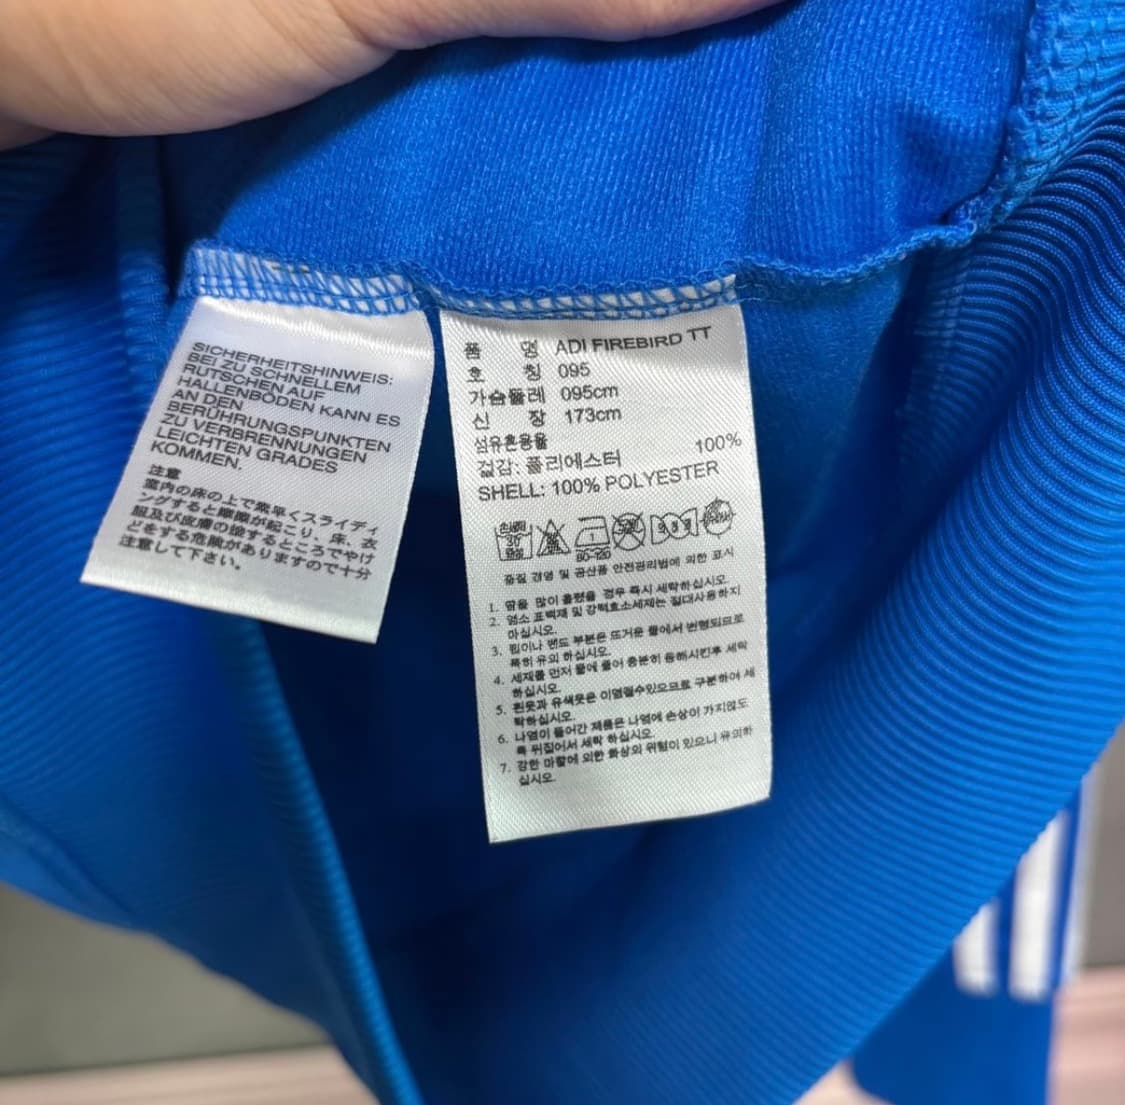 SICHERHEITSHINWEIS:
BEI ZU SCHNELLEM
RUTSCHEN AUF
HALLENBÖDEN KANN ES
AN DEN
BERÜHRUNGSPUNKTEN
ZU VERBRENNUNGEN
LEICHTEN GRADES
KOMMEN.
注意
室内の床の上で素早くスライディ
ングすると摩擦が起こり、床、衣
服及び皮膚の接するところでやけ
どをする危険がありますので十分
注意して下さい。
품 명 ADI FIREBIRD TT
호 칭 095
가슴둘레 095cm
신 장 173cm
섬유혼용율
겉감: 폴리에스터 100%
SHELL: 100% POLYESTER
80-120
품질 경영 및 공산품 안전관리법에 의한 표시
1. 땀을 많이 흘렸을 경우 즉시 세탁하십시오.
2. 염소 표백제 및 강력효소세제는 절대사용하지
마십시오.
3. 립이나 밴드 부분은 뜨거운 물에서 변형되므로
특히 유의 하십시오.
4. 세제를 먼저 물에 풀어 충분히 용해시킨후 세탁
하십시오.
5. 흰옷과 유색옷은 이염될수있으므로 구분하여 세
탁하십시오.
6. 나염이 들어간 제품은 나염에 손상이 가지않도
록 뒤집어서 세탁 하십시오.
7. 강한 마찰에 의한 화상의 위험이 있으니 유의하
십시오.